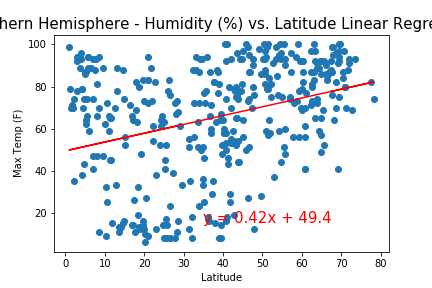 hern Hemisphere - Humidity (%) vs. Latitude Linear Regre
100
80
60
40
20
Max Temp (F)
y = 0.42x + 49.4
0 10 20 30 40 50 60 70 80
Latitude